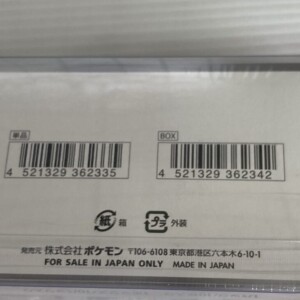 単品
4 521329 362335
BOX
4 521329 362342
紙 箱
プラ 外装
発売元 株式会社ポケモン 〒106-6108 東京都港区六本木6-10-1
FOR SALE IN JAPAN ONLY MADE IN JAPAN